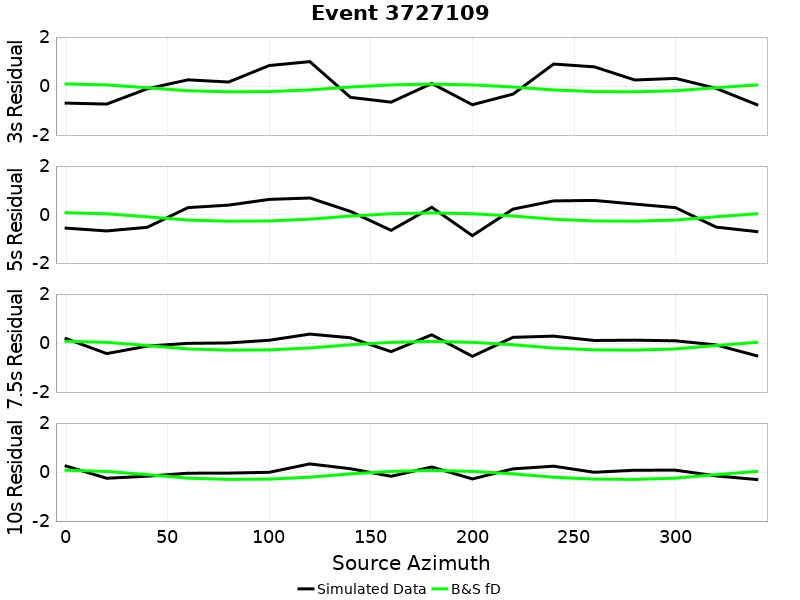 Event 3727109
3s Residual
2
0
-2
5s Residual
2
0
-2
7.5s Residual
2
0
-2
10s Residual
2
0
-2
0 50 100 150 200 250 300
Source Azimuth
Simulated Data B&S fD